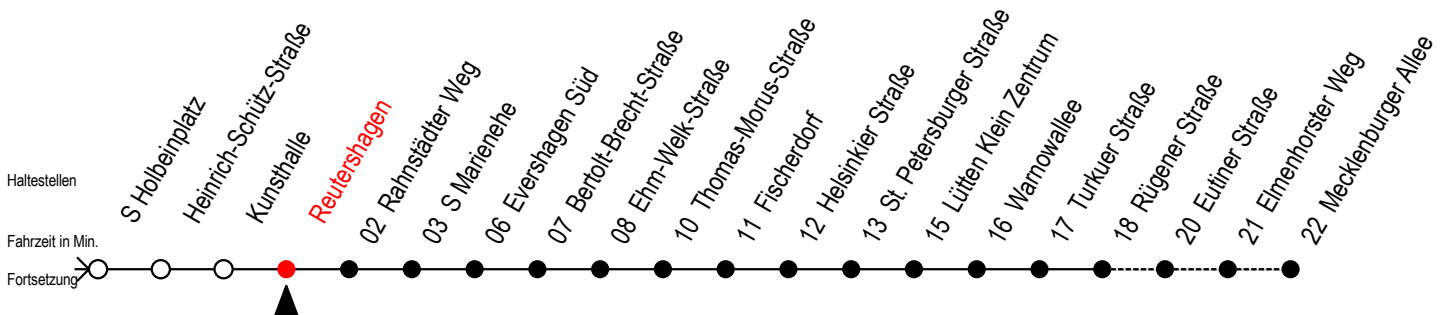 Haltestellen
Fahrzeit in Min.
Fortsetzung
S Holbeinplatz
Heinrich-Schütz-Straße
Kunsthalle
Reutershagen
02 Rahnstädter Weg
03 S Marienehe
06 Evershagen Süd
07 Bertolt-Brecht-Straße
08 Ehm-Welk-Straße
10 Thomas-Morus-Straße
11 Fischerdorf
12 Helsinkier Straße
13 St. Petersburger Straße
15 Lütten Klein Zentrum
16 Warnowallee
17 Turkuer Straße
18 Rügener Straße
20 Eutiner Straße
21 Elmenhorster Weg
22 Mecklenburger Allee